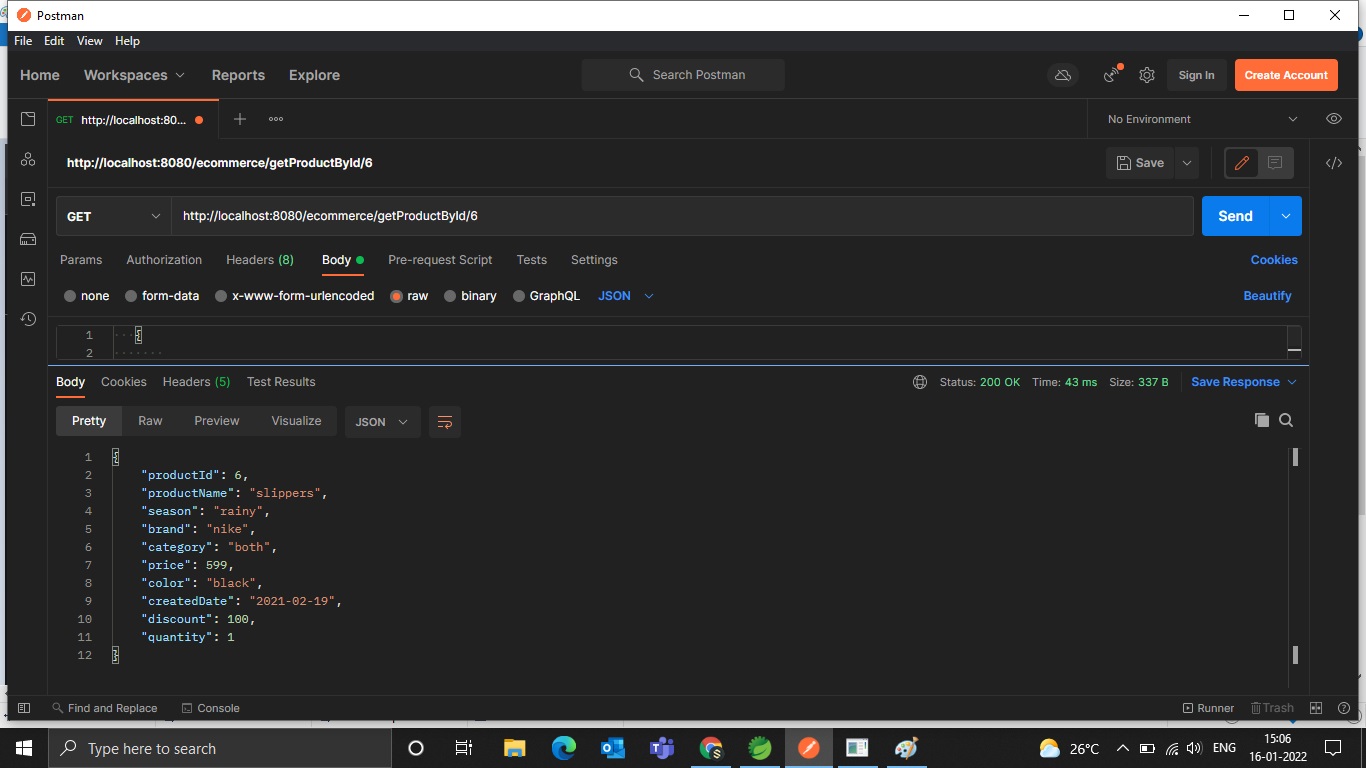 Postman
File Edit View Help
Home Workspaces Reports Explore Search Postman Sign In Create Account
GET http://localhost:80... No Environment
http://localhost:8080/ecommerce/getProductById/6 Save
GET http://localhost:8080/ecommerce/getProductById/6 Send
Params Authorization Headers (8) Body Pre-request Script Tests Settings Cookies
none form-data x-www-form-urlencoded raw binary GraphQL JSON Beautify
1 {
2
Body Cookies Headers (5) Test Results Status: 200 OK Time: 43 ms Size: 337 B Save Response
Pretty Raw Preview Visualize JSON
1 {
2 "productId": 6,
3 "productName": "slippers",
4 "season": "rainy",
5 "brand": "nike",
6 "category": "both",
7 "price": 599,
8 "color": "black",
9 "createdDate": "2021-02-19",
10 "discount": 100,
11 "quantity": 1
12 }
Find and Replace Console Runner Trash
Type here to search 26°C ENG 15:06
16-01-2022